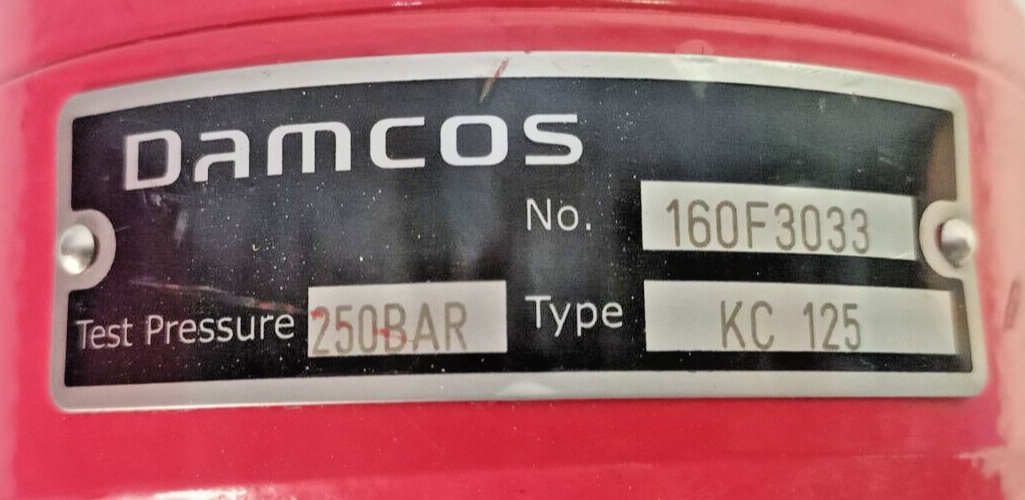 DAMCOS
No. 160F3033
Test Pressure 250BAR Type KC 125